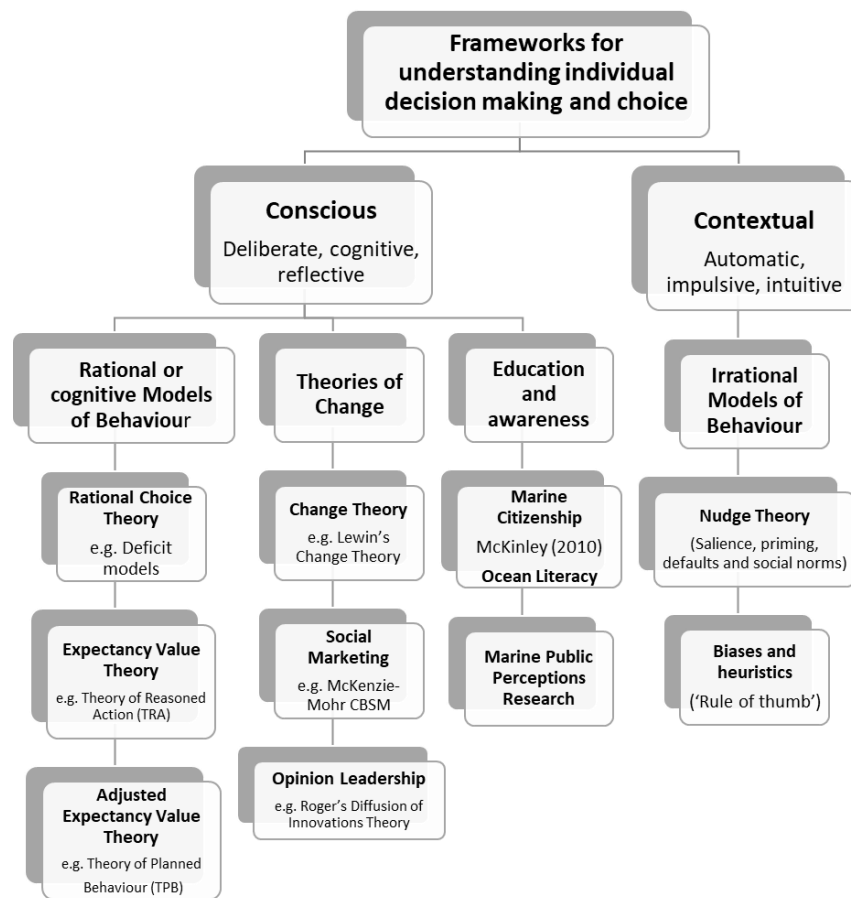 Frameworks for
understanding individual
decision making and choice
Conscious
Deliberate, cognitive,
reflective
Contextual
Automatic,
impulsive, intuitive
Rational or
cognitive Models
of Behaviour
Rational Choice
Theory
e.g. Deficit
models
Expectancy Value
Theory
e.g. Theory of Reasoned
Action (TRA)
Adjusted
Expectancy Value
Theory
e.g. Theory of Planned
Behaviour (TPB)
Theories of
Change
Change Theory
e.g. Lewin's
Change Theory
Social
Marketing
e.g. McKenzie-
Mohr CBSM
Opinion Leadership
e.g. Roger's Diffusion of
Innovations Theory
Education
and
awareness
Marine
Citizenship
McKinley (2010)
Ocean Literacy
Marine Public
Perceptions
Research
Irrational
Models of
Behaviour
Nudge Theory
(Salience, priming,
defaults and social norms)
Biases and
heuristics
('Rule of thumb')